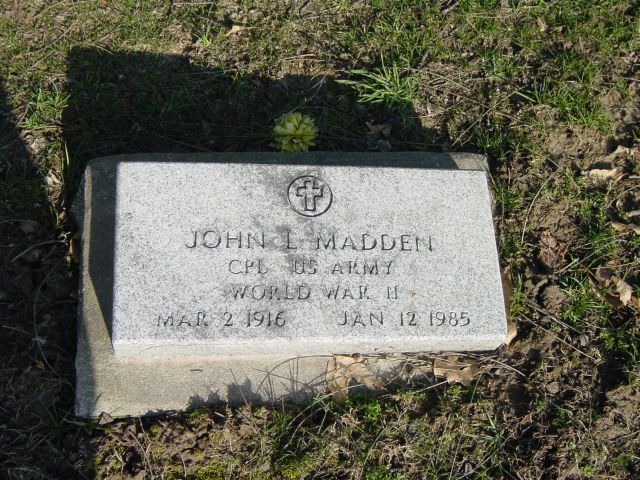 JOHN L MADDEN
CPL US ARMY
WORLD WAR II
MAR 2 1916 JAN 12 1985